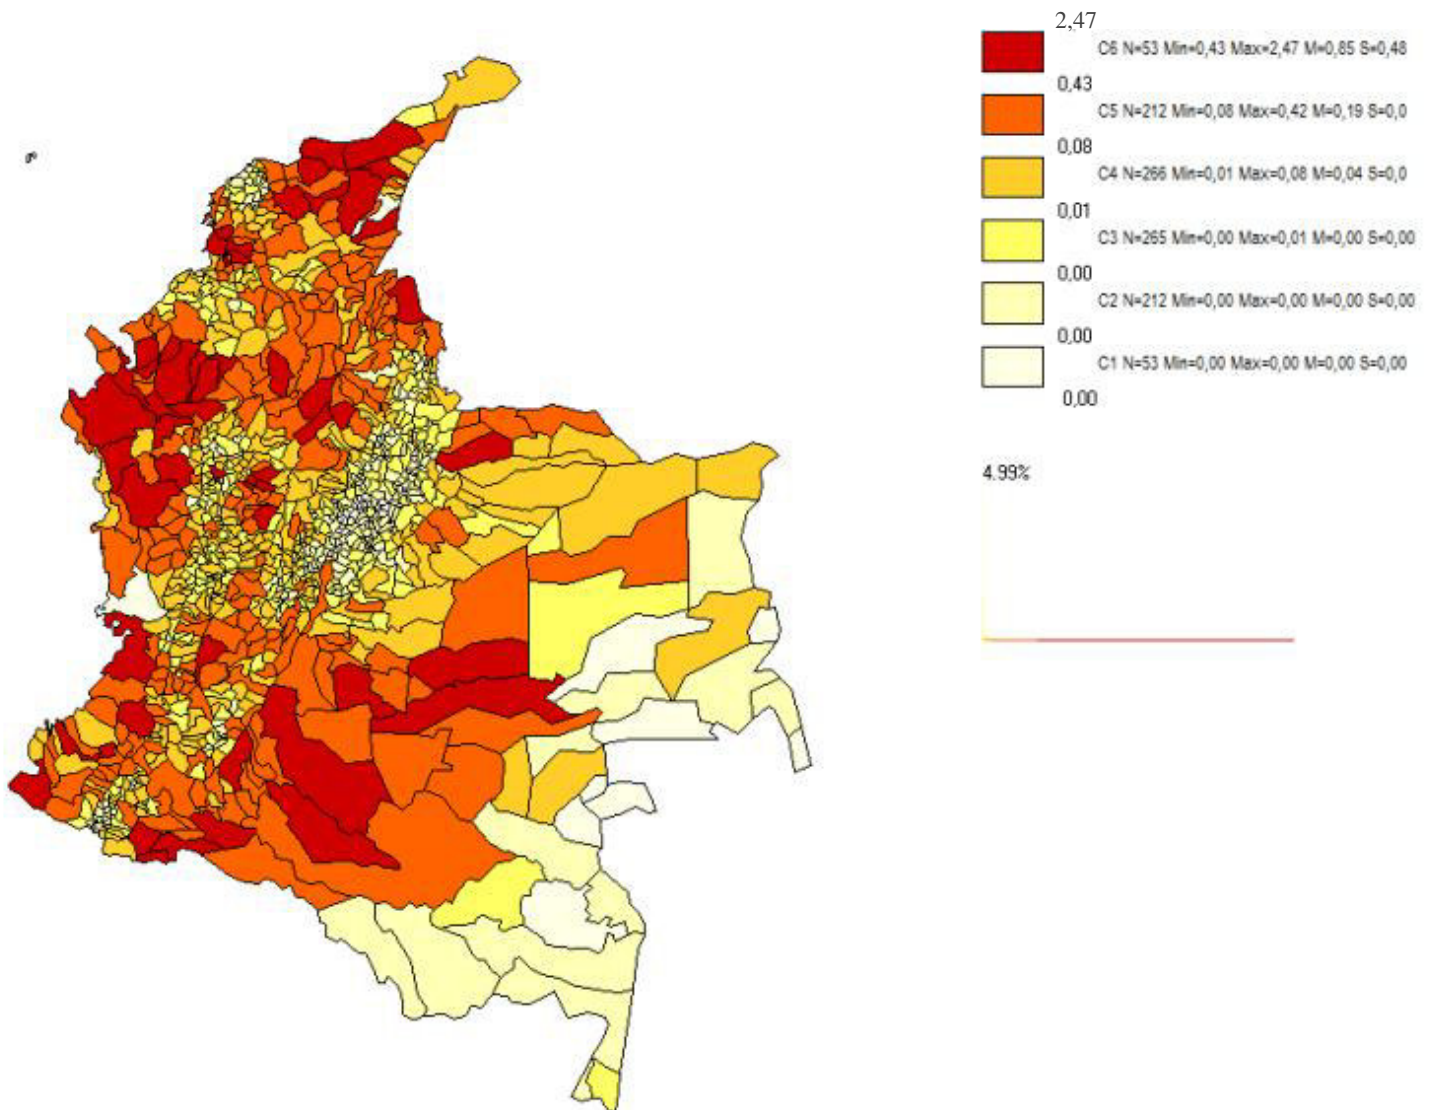 2,47
C6 N=53 Min=0,43 Max=2,47 M=0,85 S=0,48
0,43
C5 N=212 Min=0,08 Max=0,42 M=0,19 S=0,0
0,08
C4 N=266 Min=0,01 Max=0,08 M=0,04 S=0,0
0,01
C3 N=265 Min=0,00 Max=0,01 M=0,00 S=0,00
0,00
C2 N=212 Min=0,00 Max=0,00 M=0,00 S=0,00
0,00
C1 N=53 Min=0,00 Max=0,00 M=0,00 S=0,00
0,00
4.99%